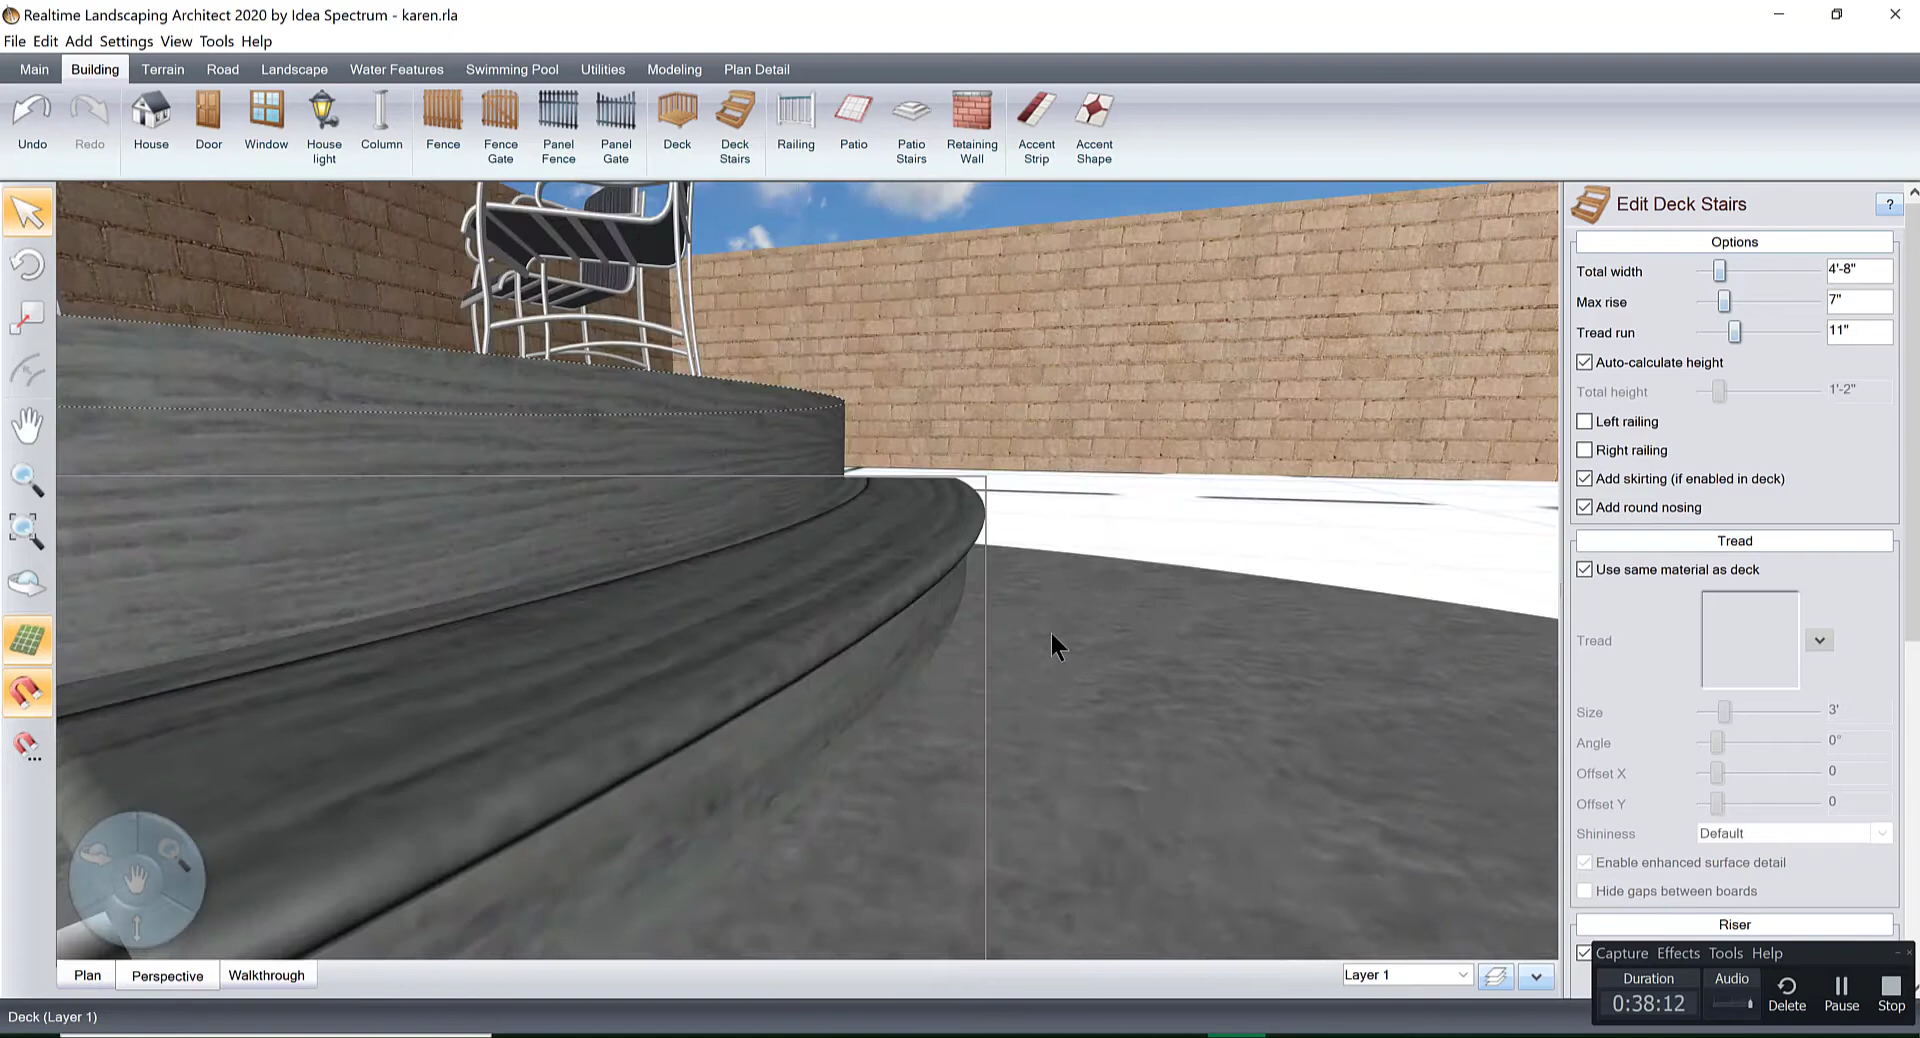 Realtime Landscaping Architect 2020 by Idea Spectrum - karen.rla
File Edit Add Settings View Tools Help
Main Building Terrain Road Landscape Water Features Swimming Pool Utilities Modeling Plan Detail
Undo Redo House Door Window House light Column Fence Fence Gate Panel Fence Panel Gate Deck Deck Stairs Railing Patio Patio Stairs Retaining Wall Accent Strip Accent Shape
Edit Deck Stairs ?
Options
Total width 4'-8"
Max rise 7"
Tread run 11"
Auto-calculate height
Total height 1'-2"
Left railing
Right railing
Add skirting (if enabled in deck)
Add round nosing
Tread
Use same material as deck
Tread
Size 3'
Angle 0°
Offset X 0
Offset Y 0
Shininess Default
Enable enhanced surface detail
Hide gaps between boards
Riser
Capture Effects Tools Help
Duration Audio
0:38:12 Delete Pause Stop
Plan Perspective Walkthrough
Layer 1
Deck (Layer 1)